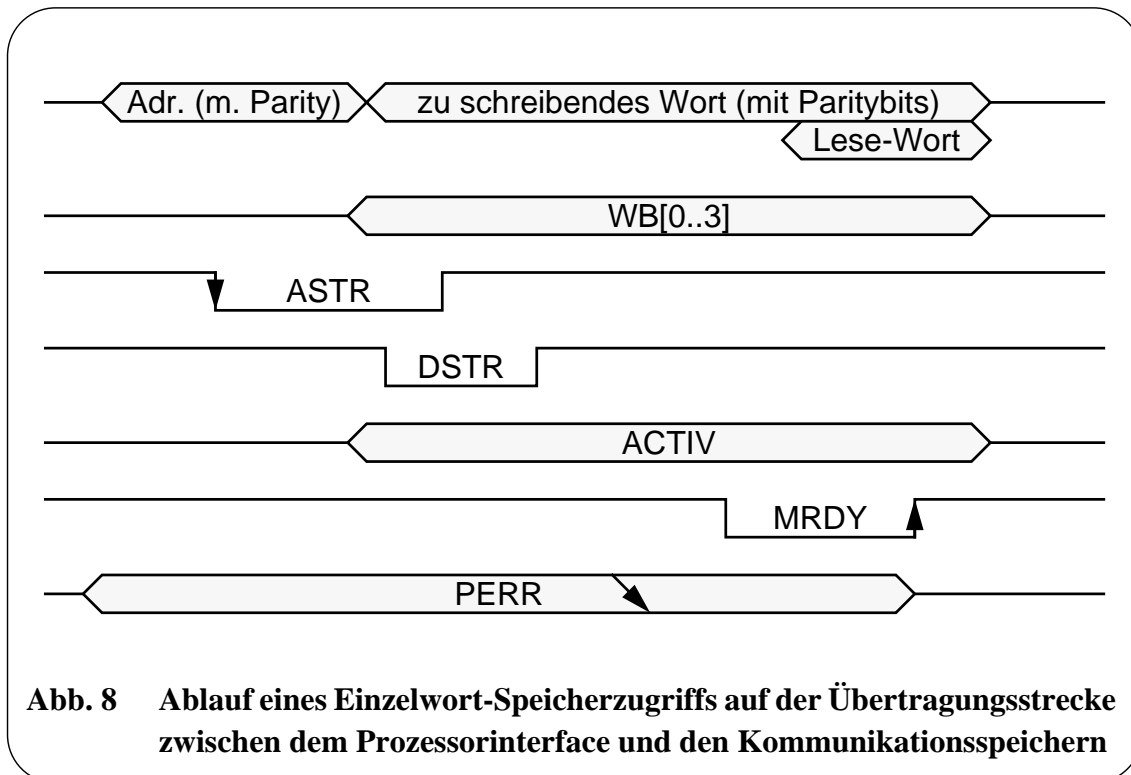 Adr. (m. Parity) zu schreibendes Wort (mit Paritybits)
Lese-Wort
WB[0..3]
ASTR
DSTR
ACTIV
MRDY
PERR
Abb. 8 Ablauf eines Einzelwort-Speicherzugriffs auf der Übertragungsstrecke
zwischen dem Prozessorinterface und den Kommunikationsspeichern